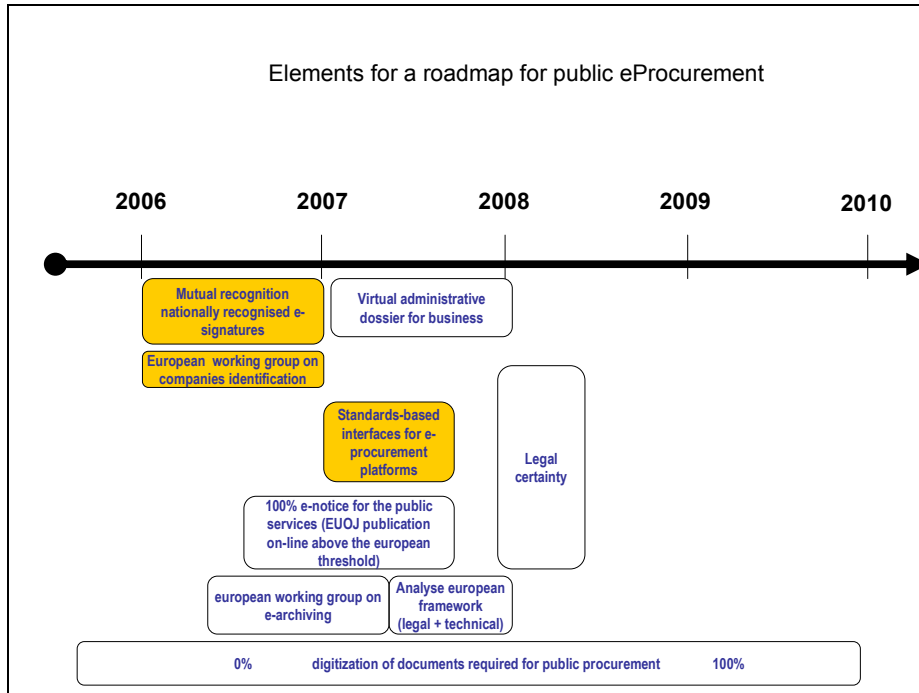 Elements for a roadmap for public eProcurement
2006 2007 2008 2009 2010
Mutual recognition
nationally recognised e-
signatures
Virtual administrative
dossier for business
European working group on
companies identification
Standards-based
interfaces for e-
procurement
platforms
Legal
certainty
100% e-notice for the public
services (EUOJ publication
on-line above the european
threshold)
european working group on
e-archiving
Analyse european
framework
(legal + technical)
0% digitization of documents required for public procurement 100%